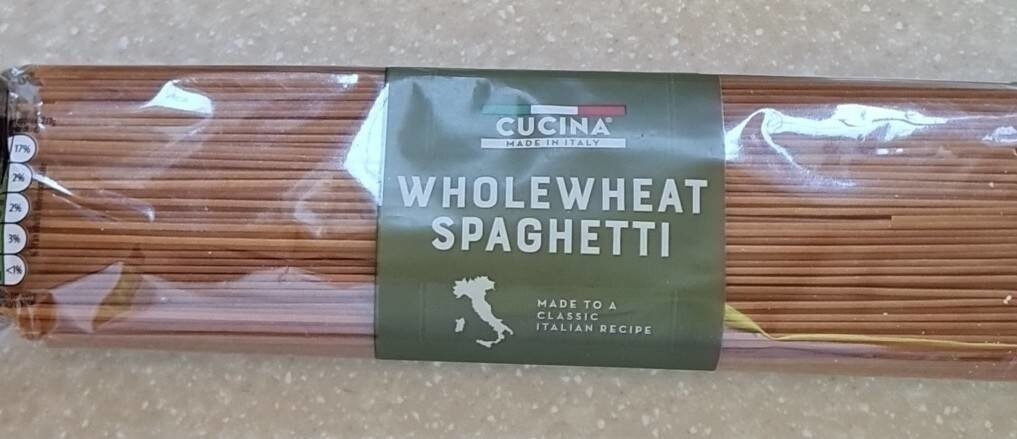 17%
2%
2%
3%
<1%
CUCINA
MADE IN ITALY
WHOLEWHEAT
SPAGHETTI
MADE TO A
CLASSIC
ITALIAN RECIPE